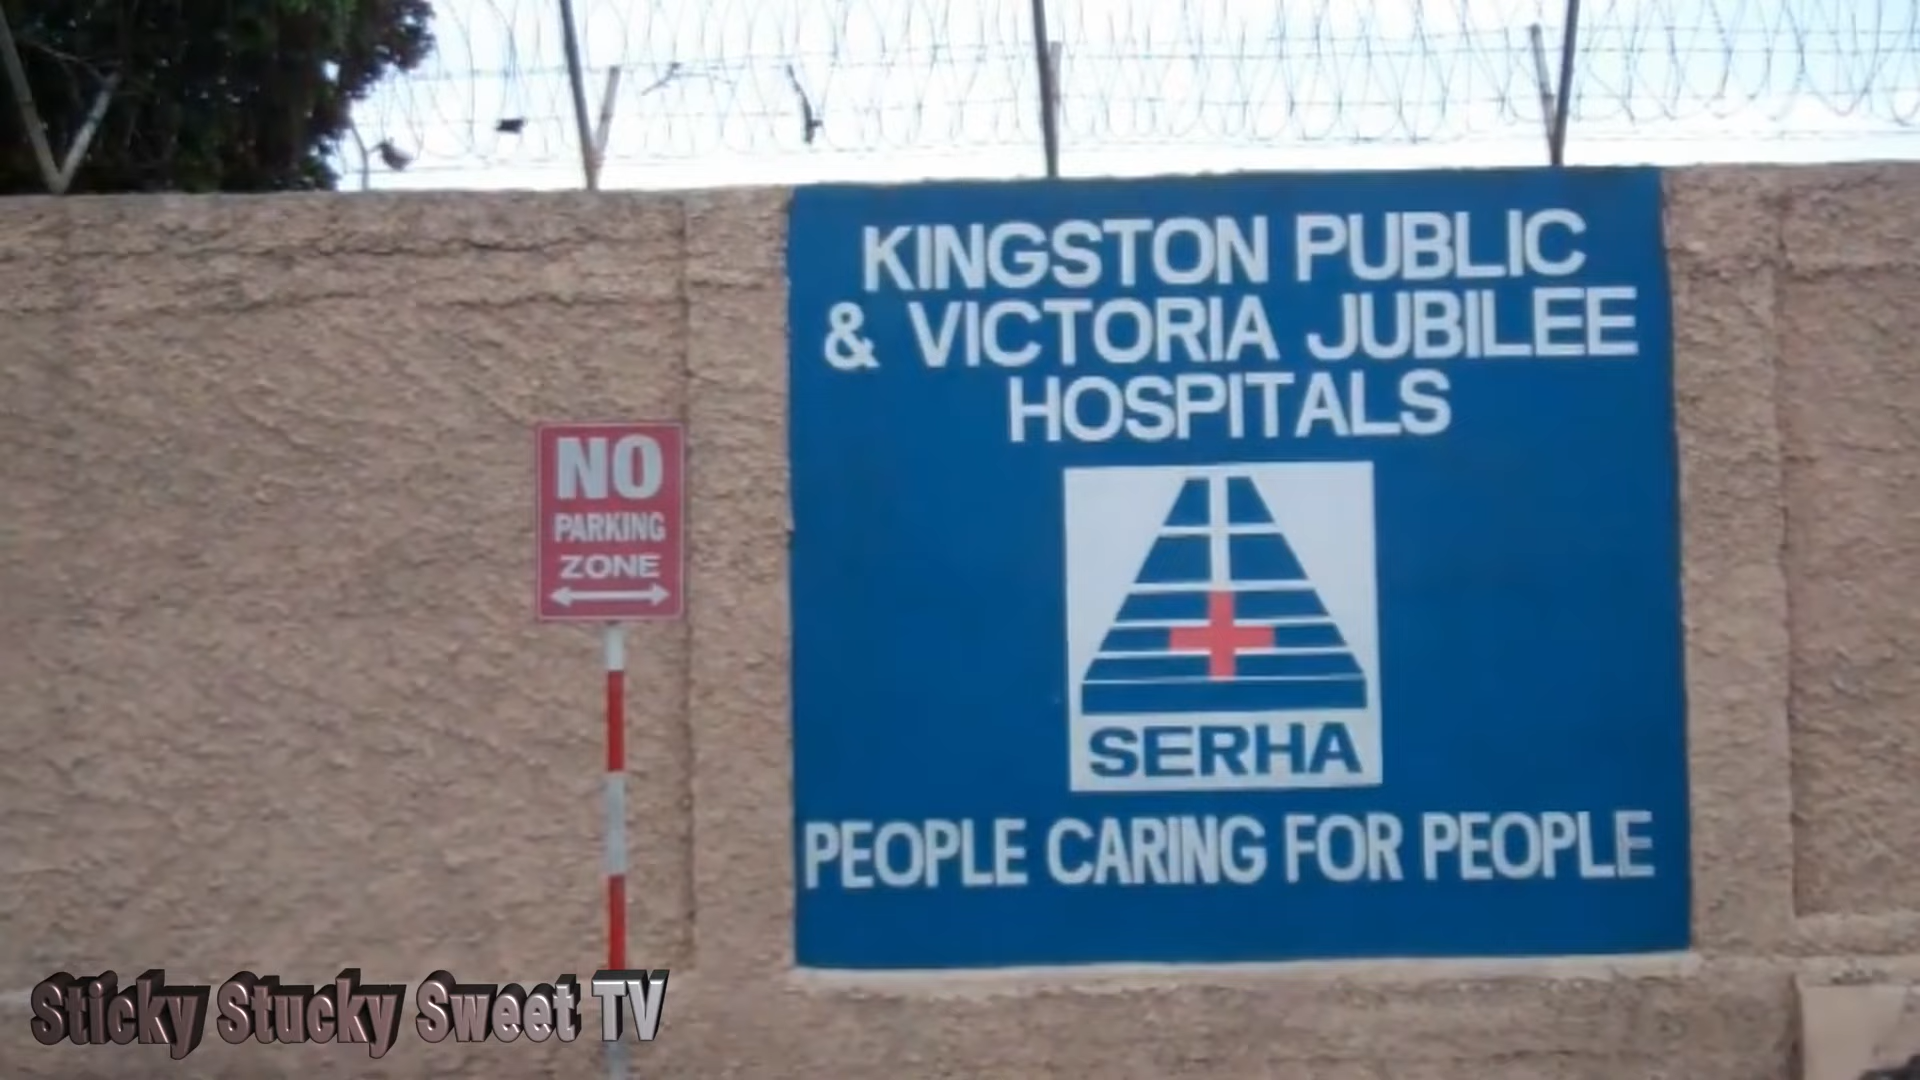 KINGSTON PUBLIC
& VICTORIA JUBILEE
HOSPITALS
NO
PARKING
ZONE
SERHA
PEOPLE CARING FOR PEOPLE
Sticky Stucky Sweet TV